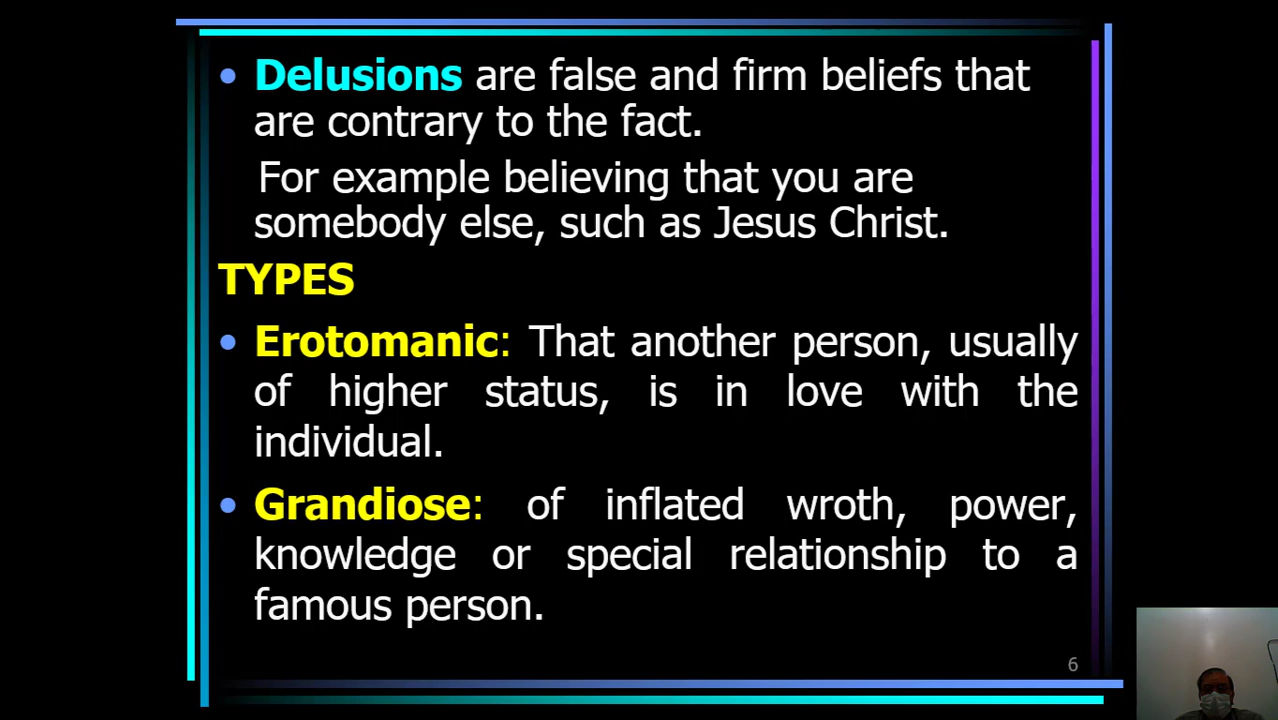 • Delusions are false and firm beliefs that
are contrary to the fact.
For example believing that you are
somebody else, such as Jesus Christ.
TYPES
• Erotomanic: That another person, usually
of higher status, is in love with the
individual.
• Grandiose: of inflated wroth, power,
knowledge or special relationship to a
famous person.
6